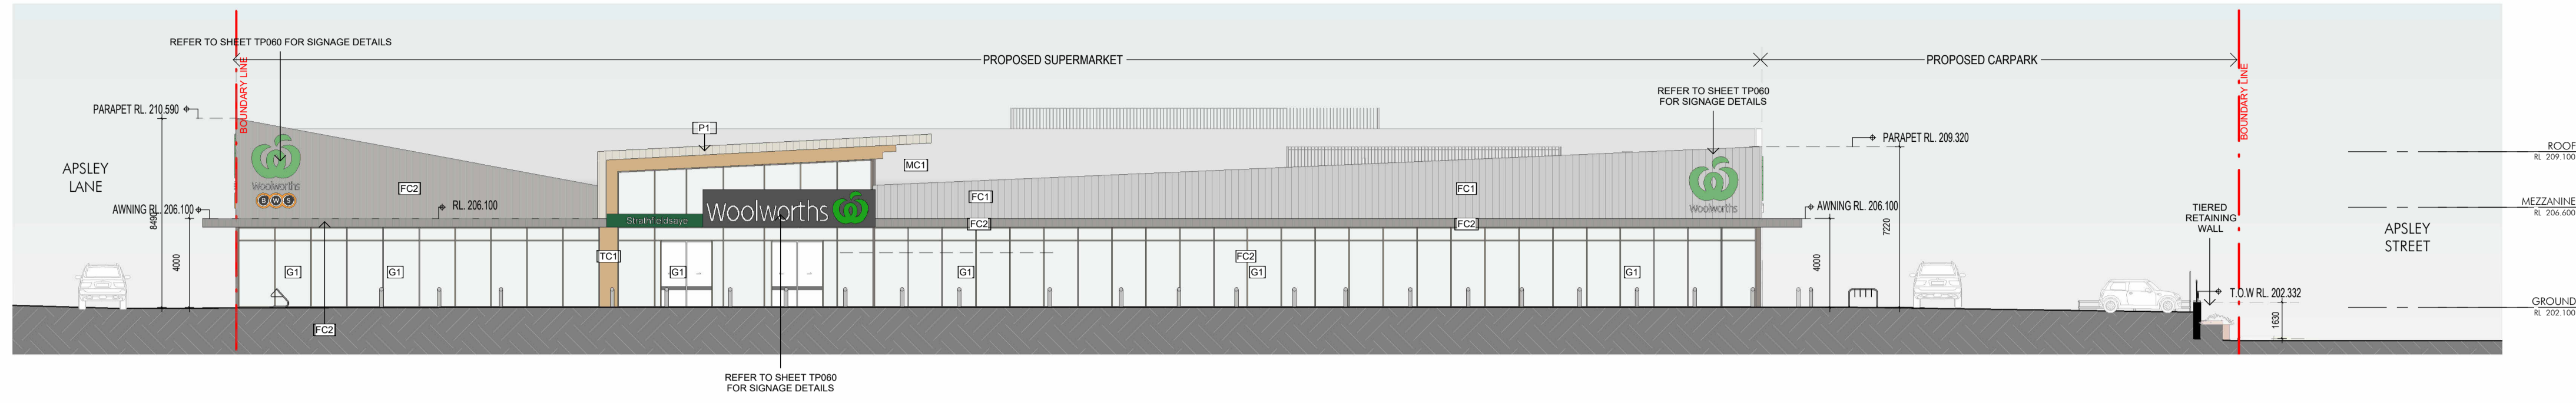 REFER TO SHEET TP060 FOR SIGNAGE DETAILS
BOUNDARY LINE
PROPOSED SUPERMARKET
PROPOSED CARPARK
BOUNDARY LINE
REFER TO SHEET TP060
FOR SIGNAGE DETAILS
PARAPET RL. 210.590
P1
PARAPET RL. 209.320
ROOF
RL 209.100
APSLEY
LANE
MC1
Woolworths
BWS
FC2
FC1
FC1
Woolworths
AWNING RL. 206.100
RL. 206.100
8490
Strathfieldsaye
Woolworths
FC2
FC2
AWNING RL. 206.100
7220
TIERED
RETAINING
WALL
MEZZANINE
RL 206.600
APSLEY
STREET
4000
G1
G1
TC1
G1
G1
FC2
G1
G1
4000
T.O.W RL. 202.332
GROUND
RL 202.100
1630
FC2
REFER TO SHEET TP060
FOR SIGNAGE DETAILS